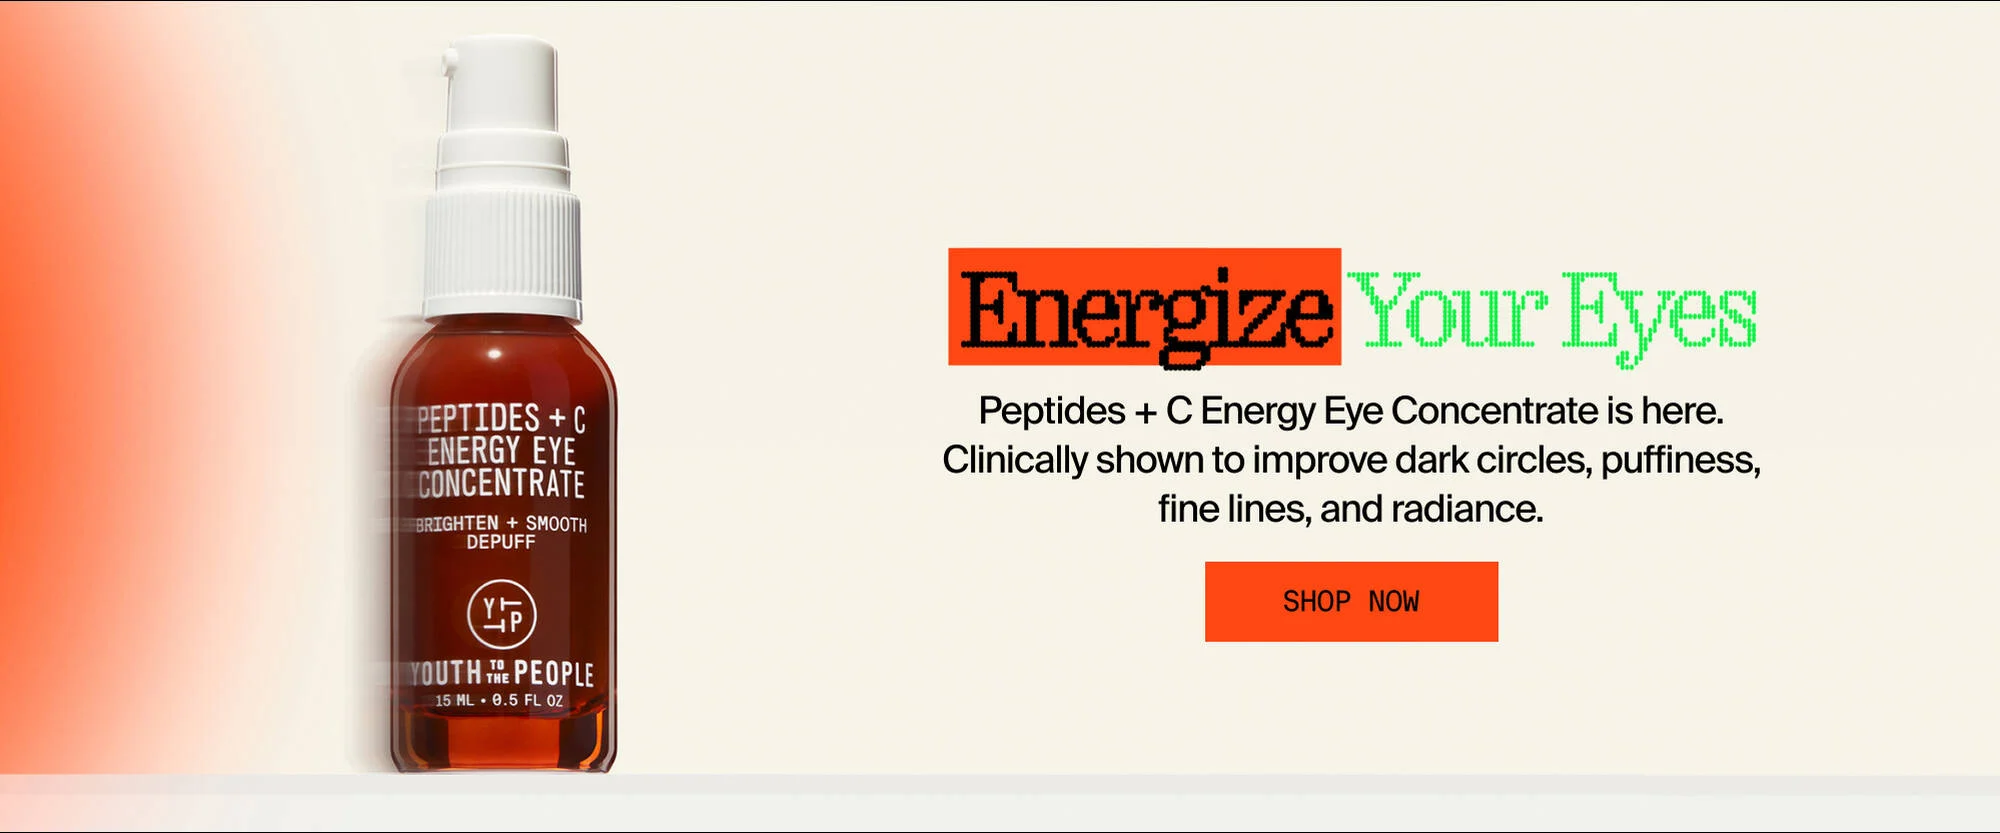 PEPTIDES + C
ENERGY EYE
CONCENTRATE
BRIGHTEN + SMOOTH
DEPUFF
YTTP
YOUTH TO THE PEOPLE
15 ML • 0.5 FL OZ
Energize Your Eyes
Peptides + C Energy Eye Concentrate is here.
Clinically shown to improve dark circles, puffiness,
fine lines, and radiance.
SHOP NOW